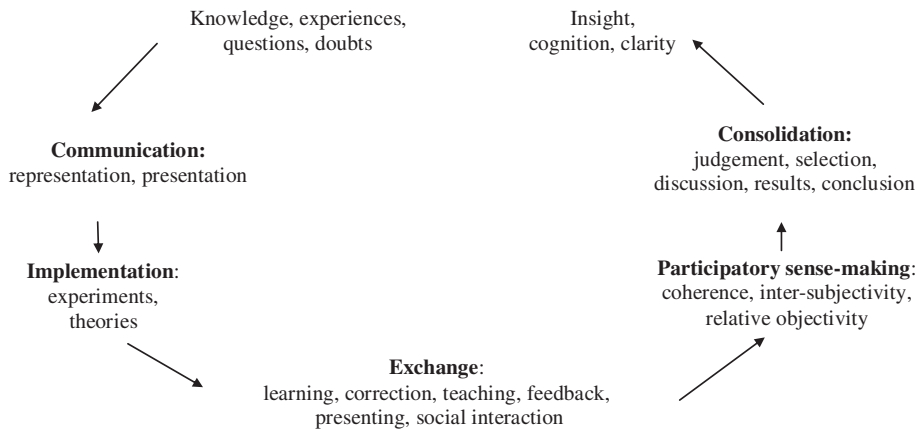 Knowledge, experiences,
questions, doubts
Insight,
cognition, clarity
Communication:
representation, presentation
Consolidation:
judgement, selection,
discussion, results, conclusion
Implementation:
experiments,
theories
Participatory sense-making:
coherence, inter-subjectivity,
relative objectivity
Exchange:
learning, correction, teaching, feedback,
presenting, social interaction